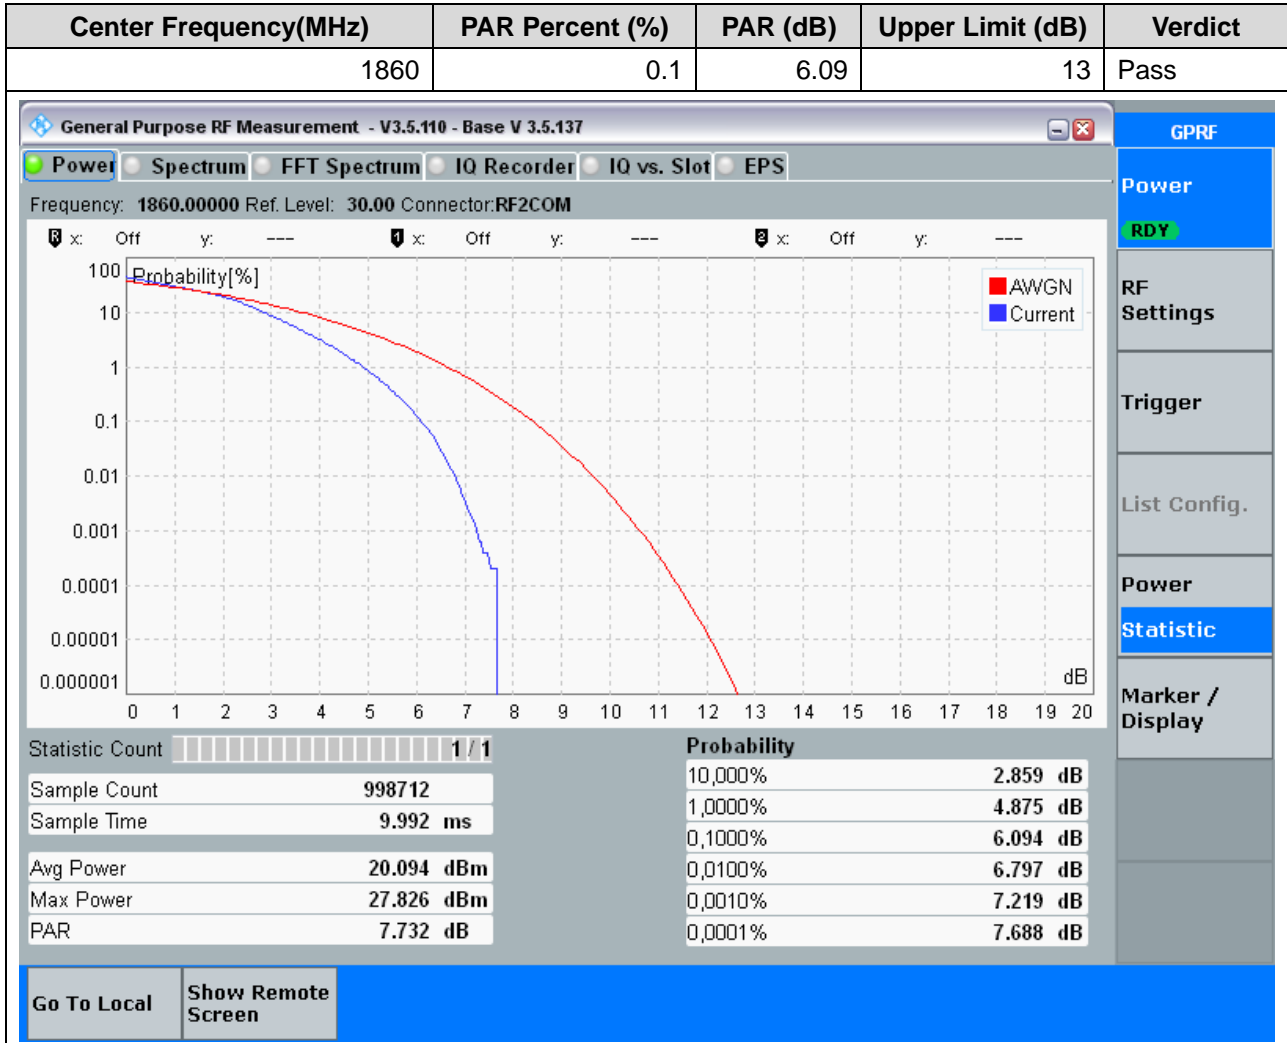 Center Frequency(MHz) PAR Percent (%) PAR (dB) Upper Limit (dB) Verdict
1860 0.1 6.09 13 Pass
General Purpose RF Measurement - V3.5.110 - Base V 3.5.137
GPRF
Power Spectrum FFT Spectrum IQ Recorder IQ vs. Slot EPS
Frequency: 1860.00000 Ref. Level: 30.00 Connector:RF2COM
R x: Off y: --- 1 x: Off y: --- 2 x: Off y: ---
Probability[%]
100
10
1
0.1
0.01
0.001
0.0001
0.00001
0.000001
AWGN
Current
dB
0 1 2 3 4 5 6 7 8 9 10 11 12 13 14 15 16 17 18 19 20
Statistic Count 1 / 1
Sample Count 998712
Sample Time 9.992 ms
Avg Power 20.094 dBm
Max Power 27.826 dBm
PAR 7.732 dB
Probability
10,000% 2.859 dB
1,0000% 4.875 dB
0,1000% 6.094 dB
0,0100% 6.797 dB
0,0010% 7.219 dB
0,0001% 7.688 dB
Power
RDY
RF
Settings
Trigger
List Config.
Power
Statistic
Marker /
Display
Go To Local
Show Remote
Screen